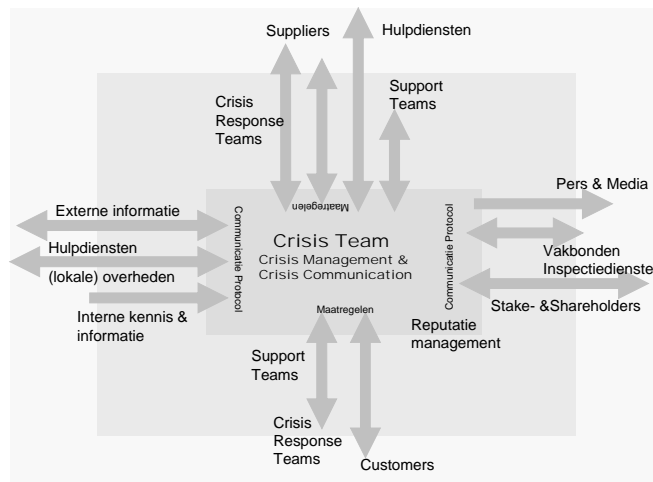 Suppliers
Hulpdiensten
Crisis
Response
Teams
Support
Teams
Pers & Media
Maatregelen
Externe informatie
Hulpdiensten
(lokale) overheden
Interne kennis &
informatie
Communicatie Protocol
Crisis Team
Crisis Management &
Crisis Communication
Communicatie Protocol
Vakbonden
Inspectiedienste
Stake- &Shareholders
Maatregelen
Reputatie
management
Support
Teams
Crisis
Response
Teams
Customers